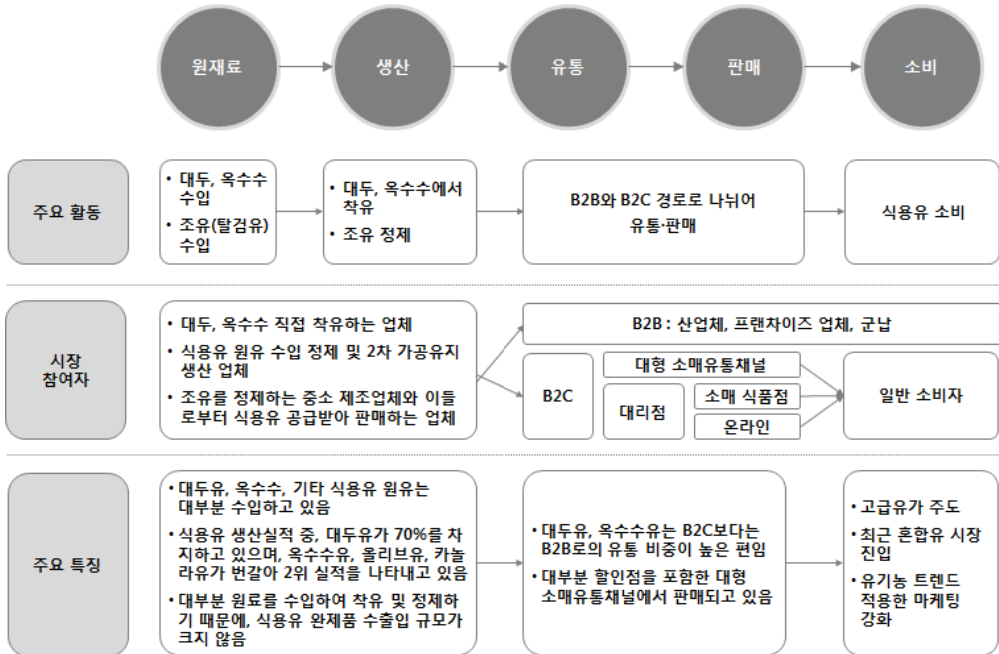 원재료
생산
유통
판매
소비
주요 활동
• 대두, 옥수수
수입
• 조유(탈검유)
수입
• 대두, 옥수수에서
착유
• 조유 정제
B2B와 B2C 경로로 나뉘어
유통·판매
식용유 소비
시장
참여자
• 대두, 옥수수 직접 착유하는 업체
• 식용유 원유 수입 정제 및 2차 가공유지
생산 업체
• 조유를 정제하는 중소 제조업체와 이들
로부터 식용유 공급받아 판매하는 업체
B2B : 산업체, 프랜차이즈 업체, 군납
B2C
대형 소매유통채널
대리점
소매 식품점
온라인
일반 소비자
주요 특징
• 대두유, 옥수수, 기타 식용유 원유는
대부분 수입하고 있음
• 식용유 생산실적 중, 대두유가 70%를 차
지하고 있으며, 옥수수유, 올리브유, 카놀
라유가 번갈아 2위 실적을 나타내고 있음
• 대부분 원료를 수입하여 착유 및 정제하
기 때문에, 식용유 완제품 수출입 규모가
크지 않음
• 대두유, 옥수수유는 B2C보다는
B2B로의 유통 비중이 높은 편임
• 대부분 할인점을 포함한 대형
소매유통채널에서 판매되고 있음
• 고급유가 주도
• 최근 혼합유 시장
진입
• 유기농 트렌드
적용한 마케팅
강화